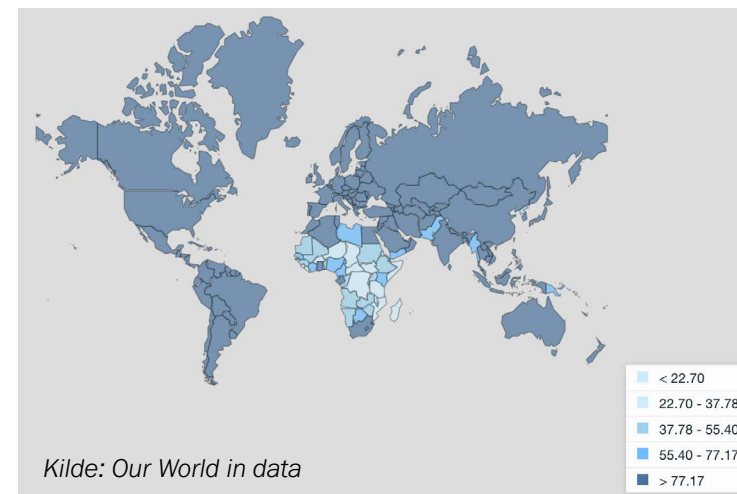 < 22.70
22.70 - 37.78
37.78 - 55.40
55.40 - 77.17
> 77.17
Kilde: Our World in data